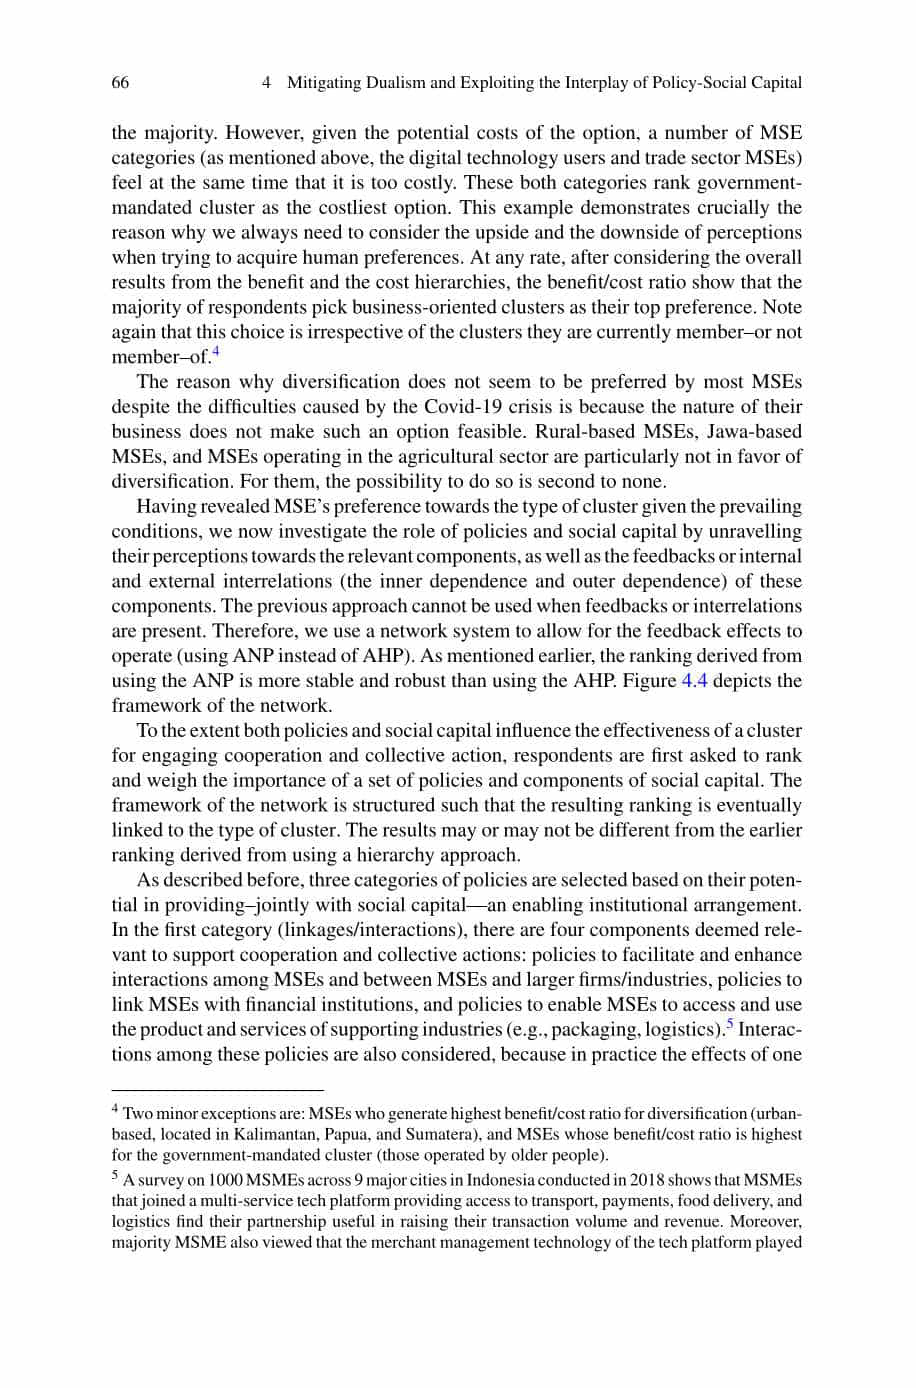 66 4 Mitigating Dualism and Exploiting the Interplay of Policy-Social Capital
the majority. However, given the potential costs of the option, a number of MSE
categories (as mentioned above, the digital technology users and trade sector MSEs)
feel at the same time that it is too costly. These both categories rank government-
mandated cluster as the costliest option. This example demonstrates crucially the
reason why we always need to consider the upside and the downside of perceptions
when trying to acquire human preferences. At any rate, after considering the overall
results from the benefit and the cost hierarchies, the benefit/cost ratio show that the
majority of respondents pick business-oriented clusters as their top preference. Note
again that this choice is irrespective of the clusters they are currently member–or not
member–of.4
The reason why diversification does not seem to be preferred by most MSEs
despite the difficulties caused by the Covid-19 crisis is because the nature of their
business does not make such an option feasible. Rural-based MSEs, Jawa-based
MSEs, and MSEs operating in the agricultural sector are particularly not in favor of
diversification. For them, the possibility to do so is second to none.
Having revealed MSE's preference towards the type of cluster given the prevailing
conditions, we now investigate the role of policies and social capital by unravelling
their perceptions towards the relevant components, as well as the feedbacks or internal
and external interrelations (the inner dependence and outer dependence) of these
components. The previous approach cannot be used when feedbacks or interrelations
are present. Therefore, we use a network system to allow for the feedback effects to
operate (using ANP instead of AHP). As mentioned earlier, the ranking derived from
using the ANP is more stable and robust than using the AHP. Figure 4.4 depicts the
framework of the network.
To the extent both policies and social capital influence the effectiveness of a cluster
for engaging cooperation and collective action, respondents are first asked to rank
and weigh the importance of a set of policies and components of social capital. The
framework of the network is structured such that the resulting ranking is eventually
linked to the type of cluster. The results may or may not be different from the earlier
ranking derived from using a hierarchy approach.
As described before, three categories of policies are selected based on their poten-
tial in providing–jointly with social capital—an enabling institutional arrangement.
In the first category (linkages/interactions), there are four components deemed rele-
vant to support cooperation and collective actions: policies to facilitate and enhance
interactions among MSEs and between MSEs and larger firms/industries, policies to
link MSEs with financial institutions, and policies to enable MSEs to access and use
the product and services of supporting industries (e.g., packaging, logistics).5 Interac-
tions among these policies are also considered, because in practice the effects of one
4 Two minor exceptions are: MSEs who generate highest benefit/cost ratio for diversification (urban-
based, located in Kalimantan, Papua, and Sumatera), and MSEs whose benefit/cost ratio is highest
for the government-mandated cluster (those operated by older people).
5 A survey on 1000 MSMEs across 9 major cities in Indonesia conducted in 2018 shows that MSMEs
that joined a multi-service tech platform providing access to transport, payments, food delivery, and
logistics find their partnership useful in raising their transaction volume and revenue. Moreover,
majority MSME also viewed that the merchant management technology of the tech platform played